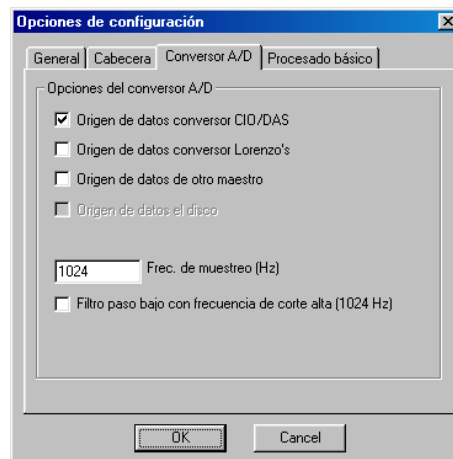 Opciones de configuración
General Cabecera Conversor A/D Procesado básico
Opciones del conversor A/D
Origen de datos conversor CIO/DAS
Origen de datos conversor Lorenzo's
Origen de datos de otro maestro
Origen de datos el disco
1024 Frec. de muestreo (Hz)
Filtro paso bajo con frecuencia de corte alta (1024 Hz)
OK Cancel